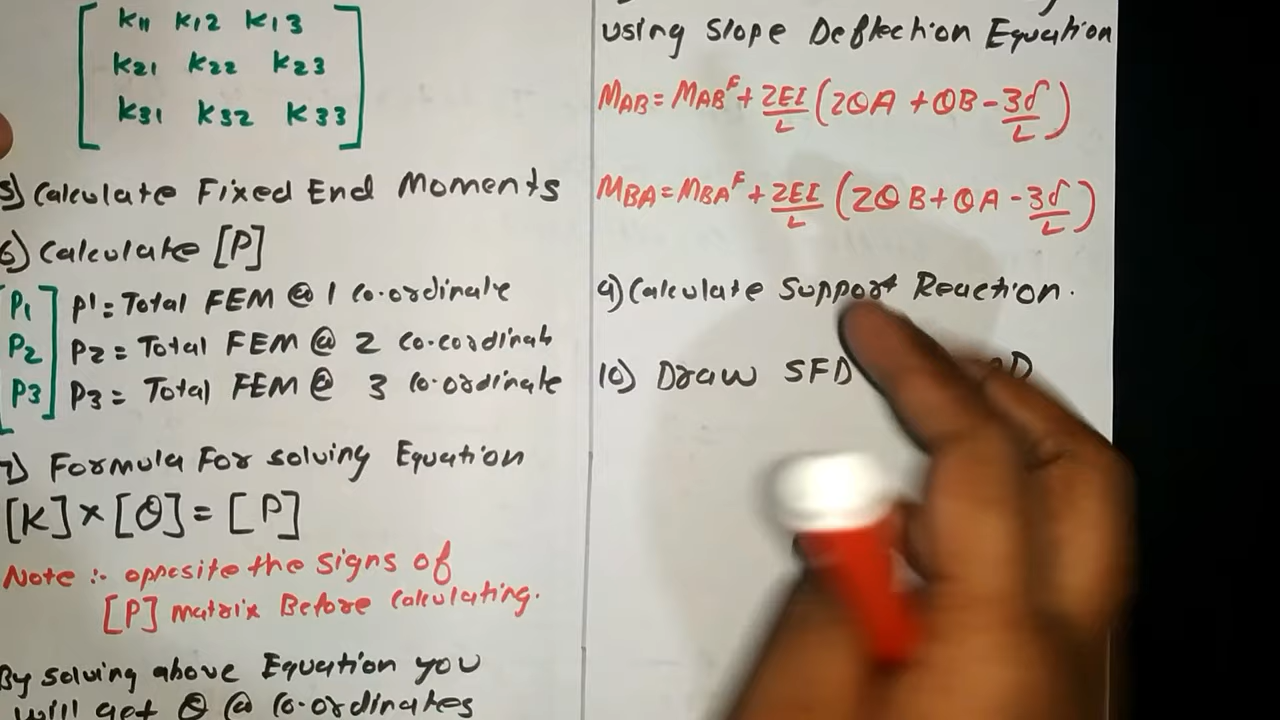 K11 K12 K13
K21 K22 K23
K31 K32 K33
5) Calculate Fixed End Moments
6) Calculate [P]
P1 P1 = Total FEM @ 1 co-ordinate
P2 P2 = Total FEM @ 2 co-coordinate
P3 P3 = Total FEM @ 3 co-ordinate
7) Formula For solving Equation
[K] × [θ] = [P]
Note :- opposite the signs of
[P] matrix Before Calculating.
By solving above Equation you
will get θ @ co-ordinates
using Slope Deflection Equation
MAB = MAB^F + 2EI/L (2θA + θB - 3δ/L)
MBA = MBA^F + 2EI/L (2θB + θA - 3δ/L)
9) Calculate Support Reaction.
10) Draw SFD